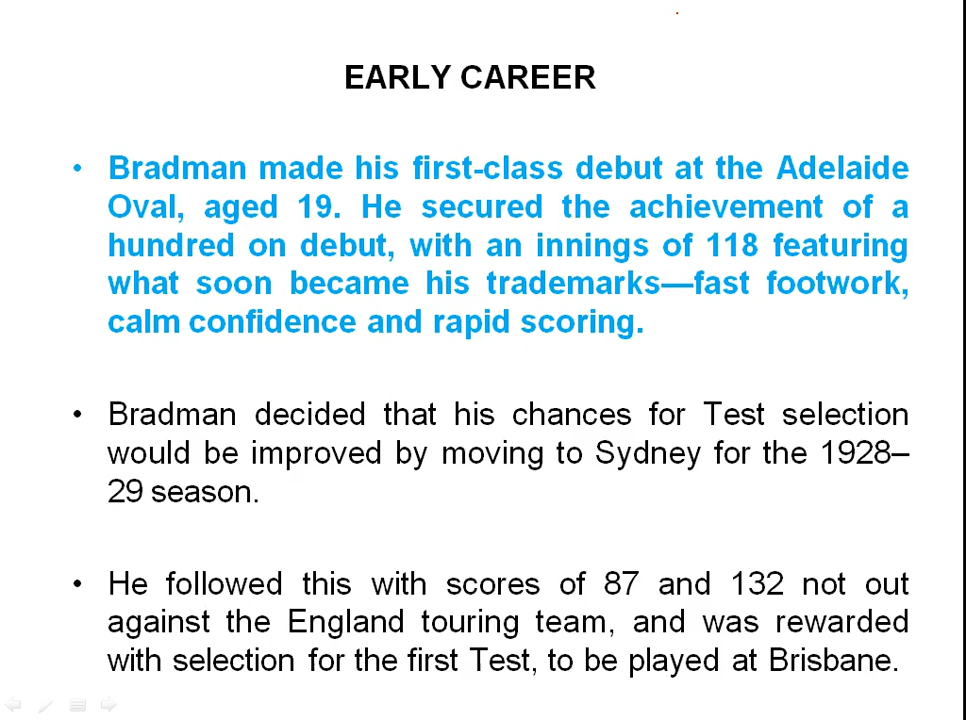 EARLY CAREER
• Bradman made his first-class debut at the Adelaide
Oval, aged 19. He secured the achievement of a
hundred on debut, with an innings of 118 featuring
what soon became his trademarks—fast footwork,
calm confidence and rapid scoring.
• Bradman decided that his chances for Test selection
would be improved by moving to Sydney for the 1928–
29 season.
• He followed this with scores of 87 and 132 not out
against the England touring team, and was rewarded
with selection for the first Test, to be played at Brisbane.